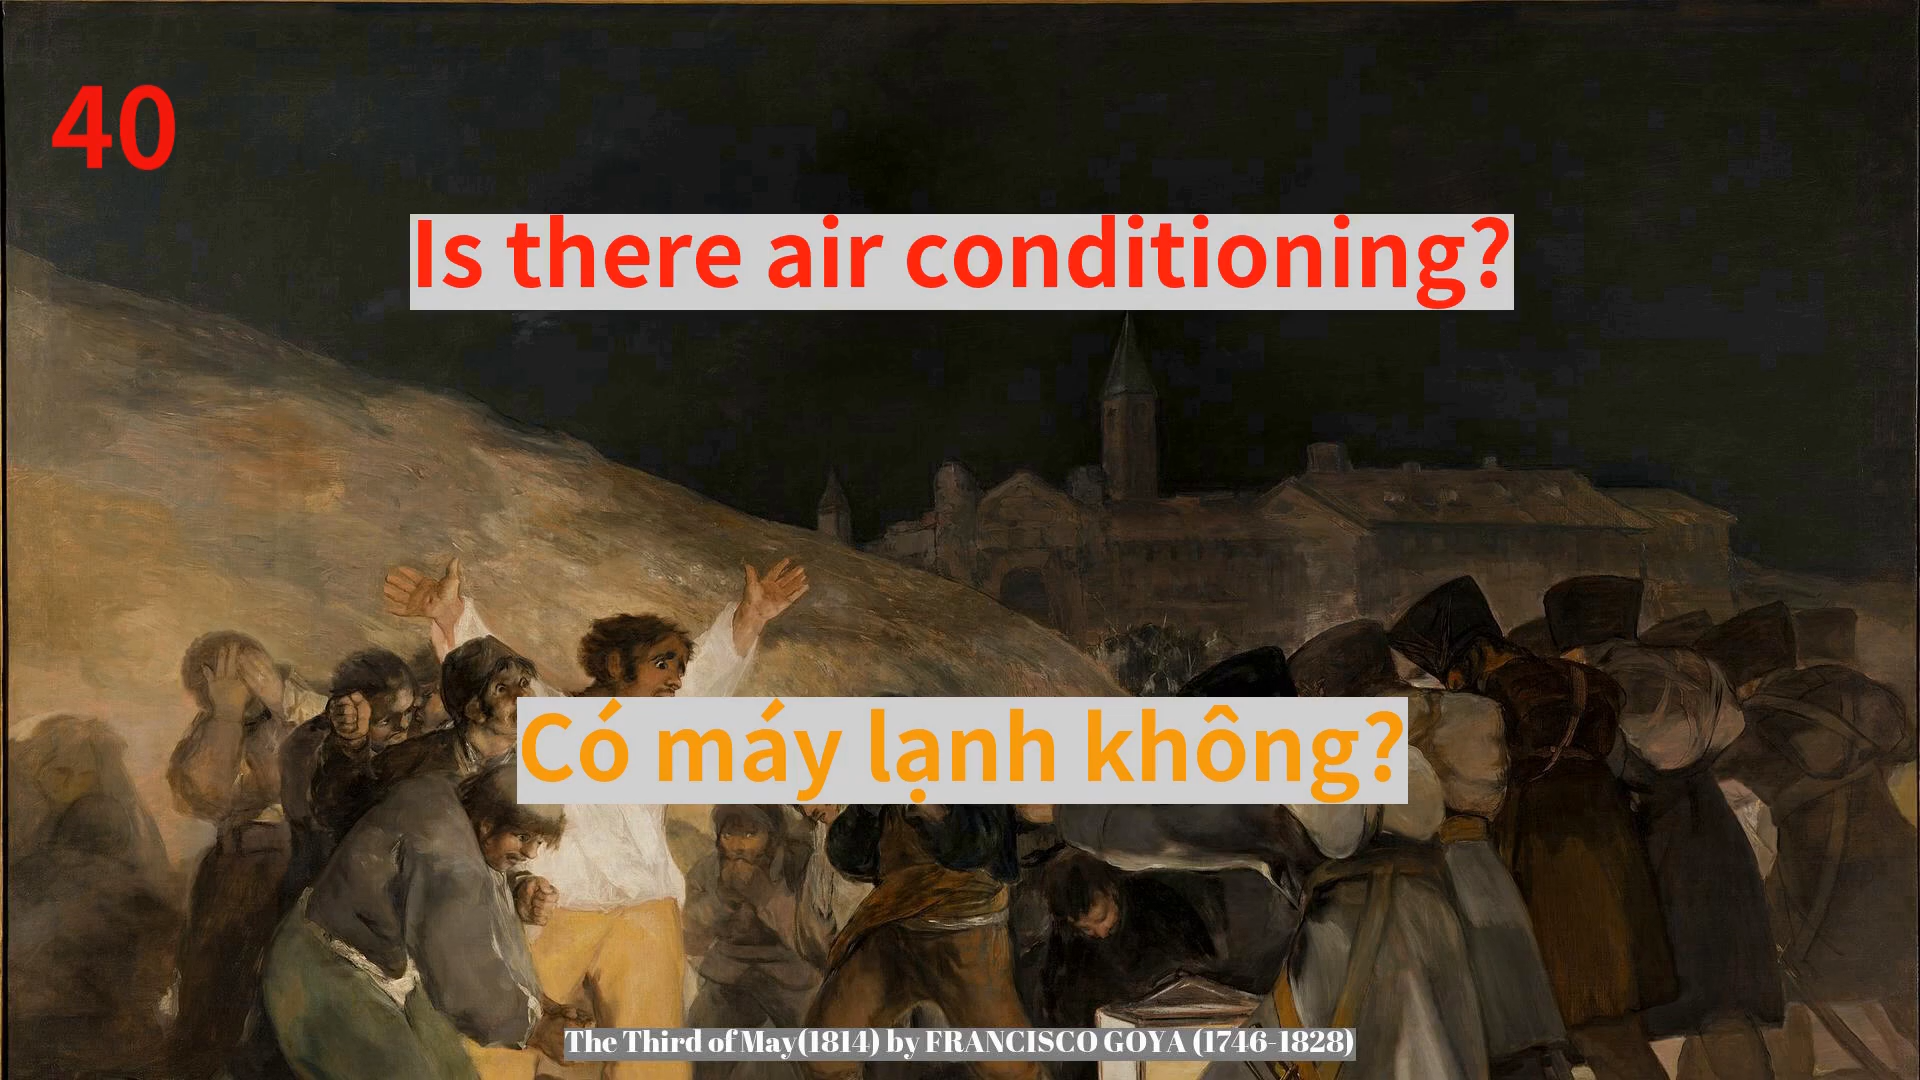 40
Is there air conditioning?
Có máy lạnh không?
The Third of May(1814) by FRANCISCO GOYA (1746-1828)